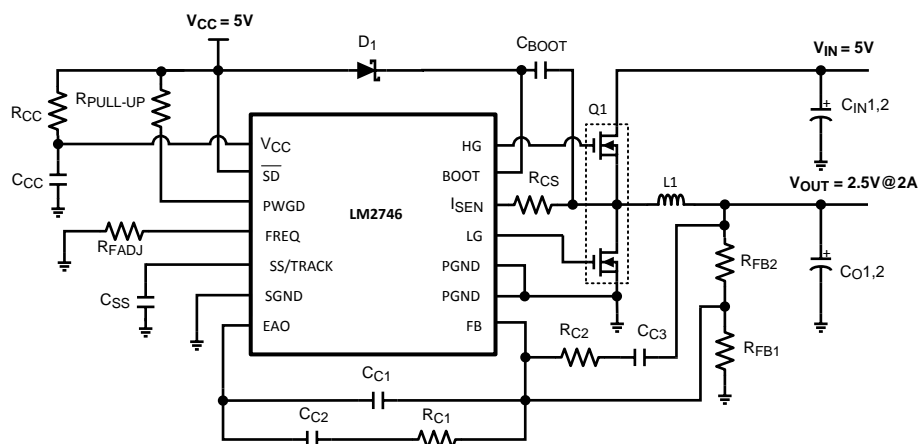 VCC = 5V
D1
CBOOT
VIN = 5V
RCC
RPULL-UP
Q1
CIN1,2
+
CCC
VCC
SD
PWGD
FREQ
SS/TRACK
SGND
EAO
LM2746
HG
BOOT
ISEN
LG
PGND
PGND
FB
RCS
L1
VOUT = 2.5V@2A
RFADJ
CSS
RFB2
+
CO1,2
RC2
CC3
RFB1
CC1
CC2
RC1